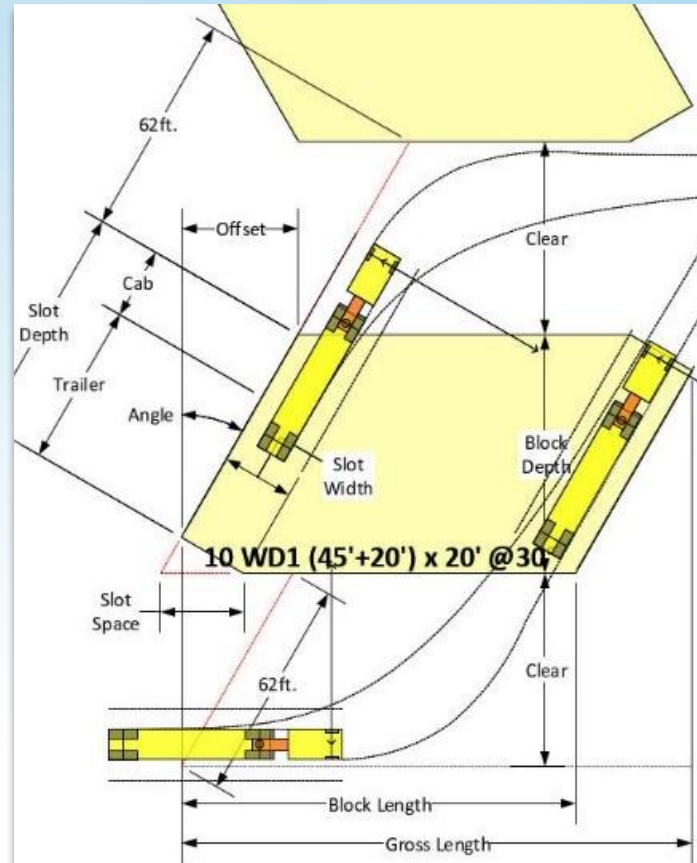 62ft.
Offset
Clear
Cab
Slot
Depth
Trailer
Angle
Block
Depth
Slot
Width
10 WD1 (45'+20') x 20' @30
Slot
Space
62ft.
Clear
Block Length
Gross Length